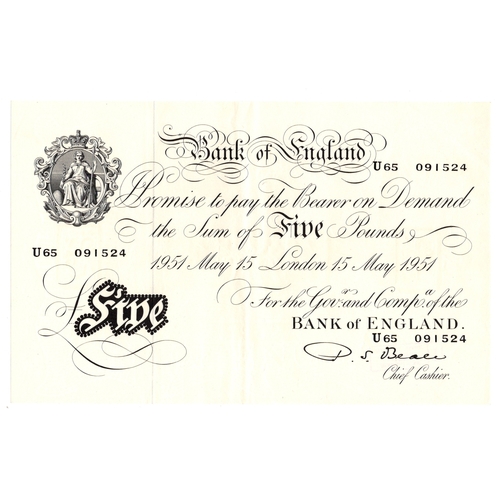 Bank of England
U65 091524
I Promise to pay the Bearer on Demand
the Sum of Five Pounds
U65 091524
1951 May 15 London 15 May 1951
For the Govr. and Compa. of the
£Five
BANK of ENGLAND.
U65 091524
P. S. Beale
Chief Cashier.